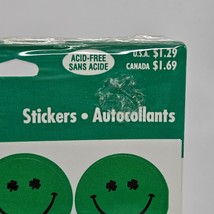 ACID-FREE
SANS ACIDE
U.S.A. $1.29
CANADA $1.69
Stickers • Autocollants